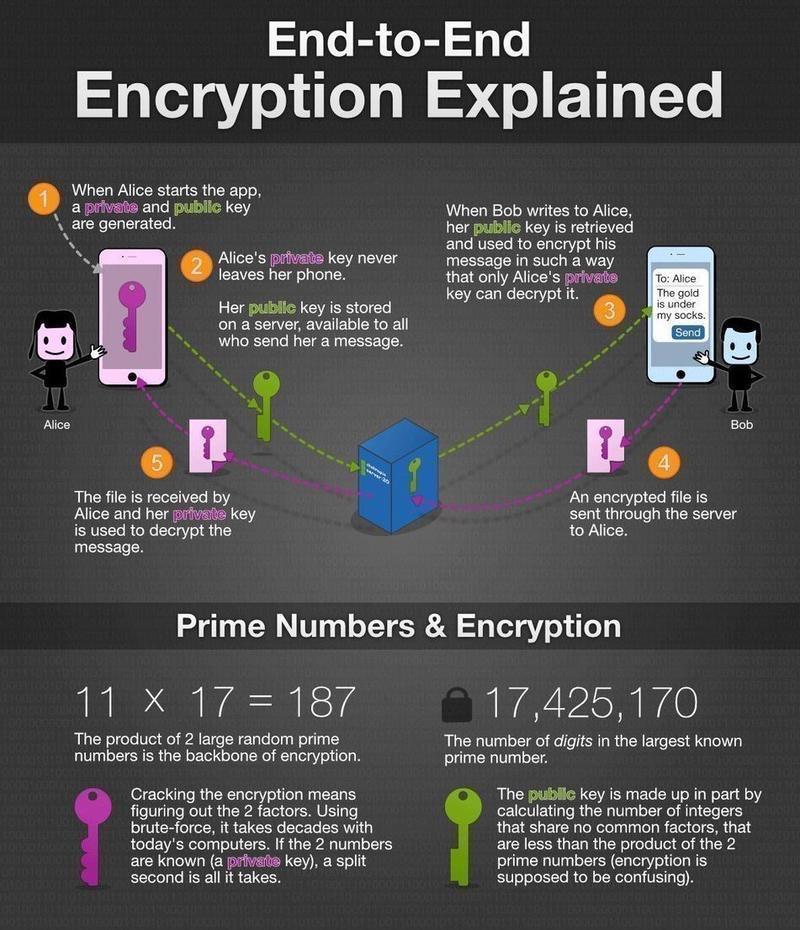 End-to-End
Encryption Explained
1
When Alice starts the app,
a private and public key
are generated.
2
Alice's private key never
leaves her phone.
Her public key is stored
on a server, available to all
who send her a message.
When Bob writes to Alice,
her public key is retrieved
and used to encrypt his
message in such a way
that only Alice's private
key can decrypt it.
3
To: Alice
The gold
is under
my socks.
Send
Alice
Bob
5
The file is received by
Alice and her private key
is used to decrypt the
message.
4
An encrypted file is
sent through the server
to Alice.
Prime Numbers & Encryption
11 x 17 = 187
The product of 2 large random prime
numbers is the backbone of encryption.
17,425,170
The number of digits in the largest known
prime number.
Cracking the encryption means
figuring out the 2 factors. Using
brute-force, it takes decades with
today's computers. If the 2 numbers
are known (a private key), a split
second is all it takes.
The public key is made up in part by
calculating the number of integers
that share no common factors, that
are less than the product of the 2
prime numbers (encryption is
supposed to be confusing).